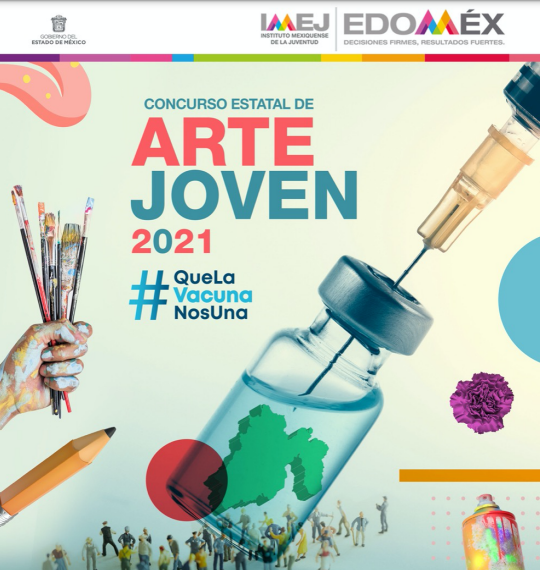 GOBIERNO DEL
ESTADO DE MÉXICO
IMEJ
INSTITUTO MEXIQUENSE
DE LA JUVENTUD
EDOMÉX
DECISIONES FIRMES, RESULTADOS FUERTES.
CONCURSO ESTATAL DE
ARTE
JOVEN
2021
#QueLa
Vacuna
NosUna